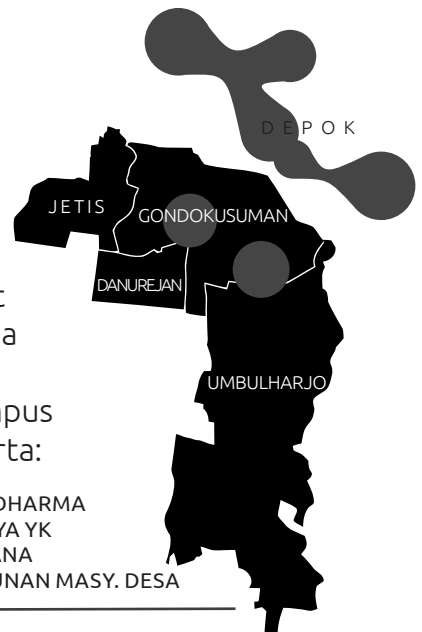 DEPOK
JETIS
GONDOKUSUMAN
DANUREJAN
t
a
UMBULHARJO
pus
rta:
DHARMA
YA YK
ANA
UNAN MASY. DESA